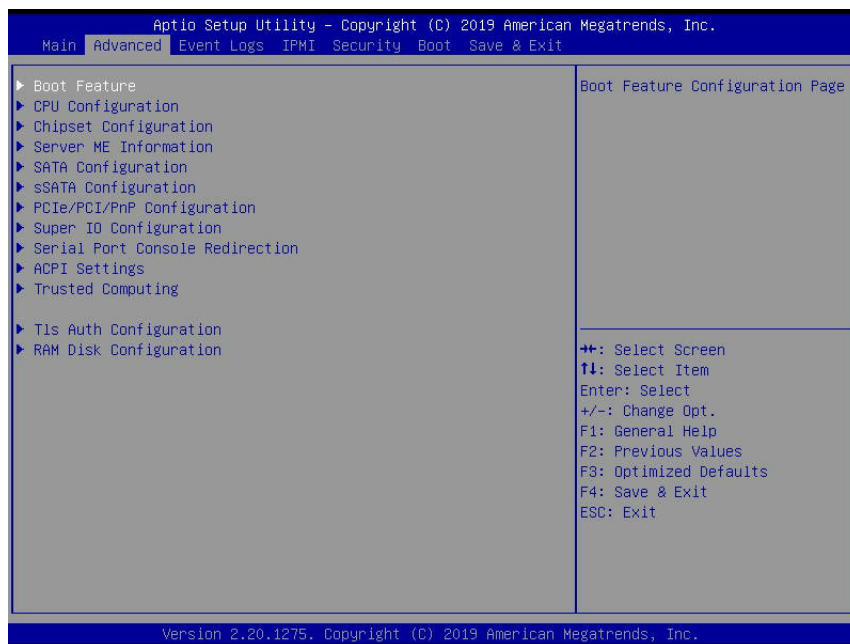 Aptio Setup Utility – Copyright (C) 2019 American Megatrends, Inc.
Main Advanced Event Logs IPMI Security Boot Save & Exit
Boot Feature
CPU Configuration
Chipset Configuration
Server ME Information
SATA Configuration
sSATA Configuration
PCIe/PCI/PnP Configuration
Super IO Configuration
Serial Port Console Redirection
ACPI Settings
Trusted Computing
Tls Auth Configuration
RAM Disk Configuration
Boot Feature Configuration Page
→←: Select Screen
↑↓: Select Item
Enter: Select
+/-: Change Opt.
F1: General Help
F2: Previous Values
F3: Optimized Defaults
F4: Save & Exit
ESC: Exit
Version 2.20.1275. Copyright (C) 2019 American Megatrends, Inc.